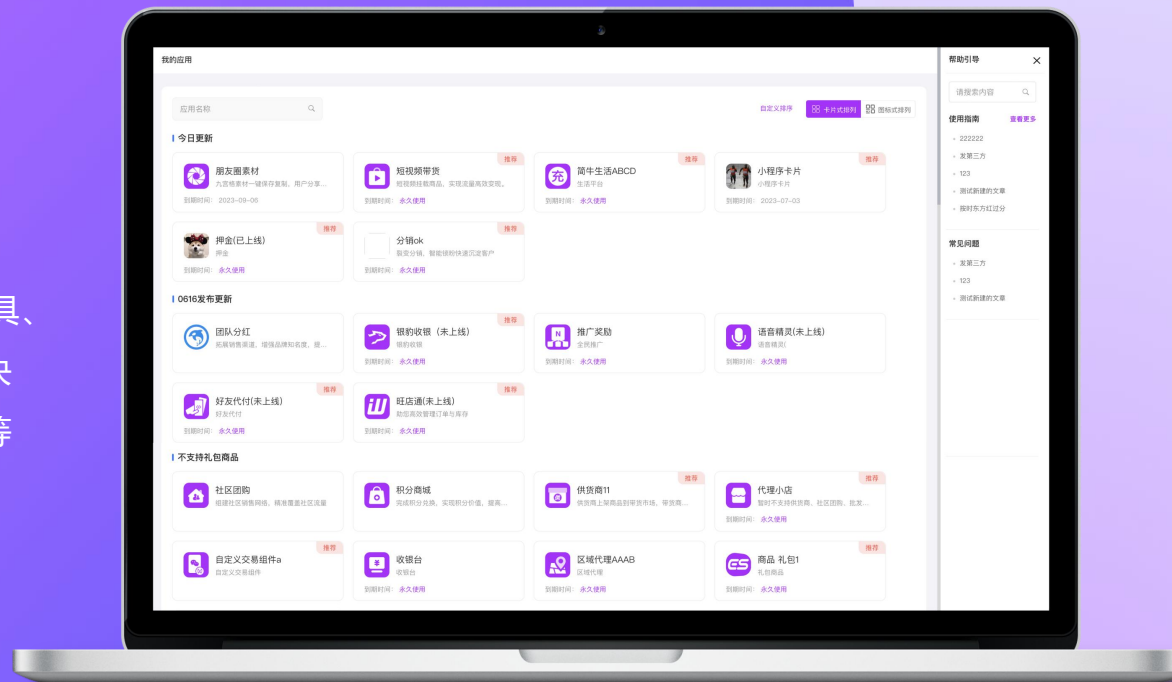 具、
决
等
我的应用
应用名称
自定义排序
卡片式排列
图标式排列
今日更新
推荐
朋友圈素材
九宫格素材一键保存复制，用户分享...
到期时间： 2023-09-06
推荐
短视频带货
短视频挂载商品，实现流量高效变现。
到期时间： 永久使用
推荐
简牛生活ABCD
生活平台
到期时间： 永久使用
推荐
小程序卡片
小程序卡片
到期时间： 2023-07-03
推荐
押金(已上线)
押金
到期时间： 永久使用
分销ok
裂变分销，智能锁粉快速沉淀客户
到期时间： 永久使用
0616发布更新
团队分红
拓展销售渠道，增强品牌知名度，提...
推荐
银豹收银（未上线)
银豹收银
到期时间： 永久使用
推广奖励
全民推广
到期时间： 永久使用
语音精灵(未上线)
语音精灵(
到期时间： 永久使用
推荐
好友代付(未上线)
好友代付
到期时间： 永久使用
推荐
旺店通(未上线)
助您高效管理订单与库存
到期时间： 永久使用
不支持礼包商品
社区团购
组建社区销售网络，精准覆盖社区流量
积分商城
完成积分兑换，实现积分价值，提高...
推荐
供货商11
供货商上架商品到带货市场，带货商...
推荐
代理小店
暂时不支持供货商、社区团购、批发...
到期时间： 永久使用
推荐
自定义交易组件a
自定义交易组件
收银台
收银台
到期时间： 永久使用
区域代理AAAB
区域代理
到期时间： 永久使用
推荐
商品 礼包1
礼包商品
到期时间： 永久使用
帮助引导
请搜索内容
使用指南 查看更多
222222
发第三方
123
测试新建的文章
按时东方红过分
常见问题
发第三方
123
测试新建的文章